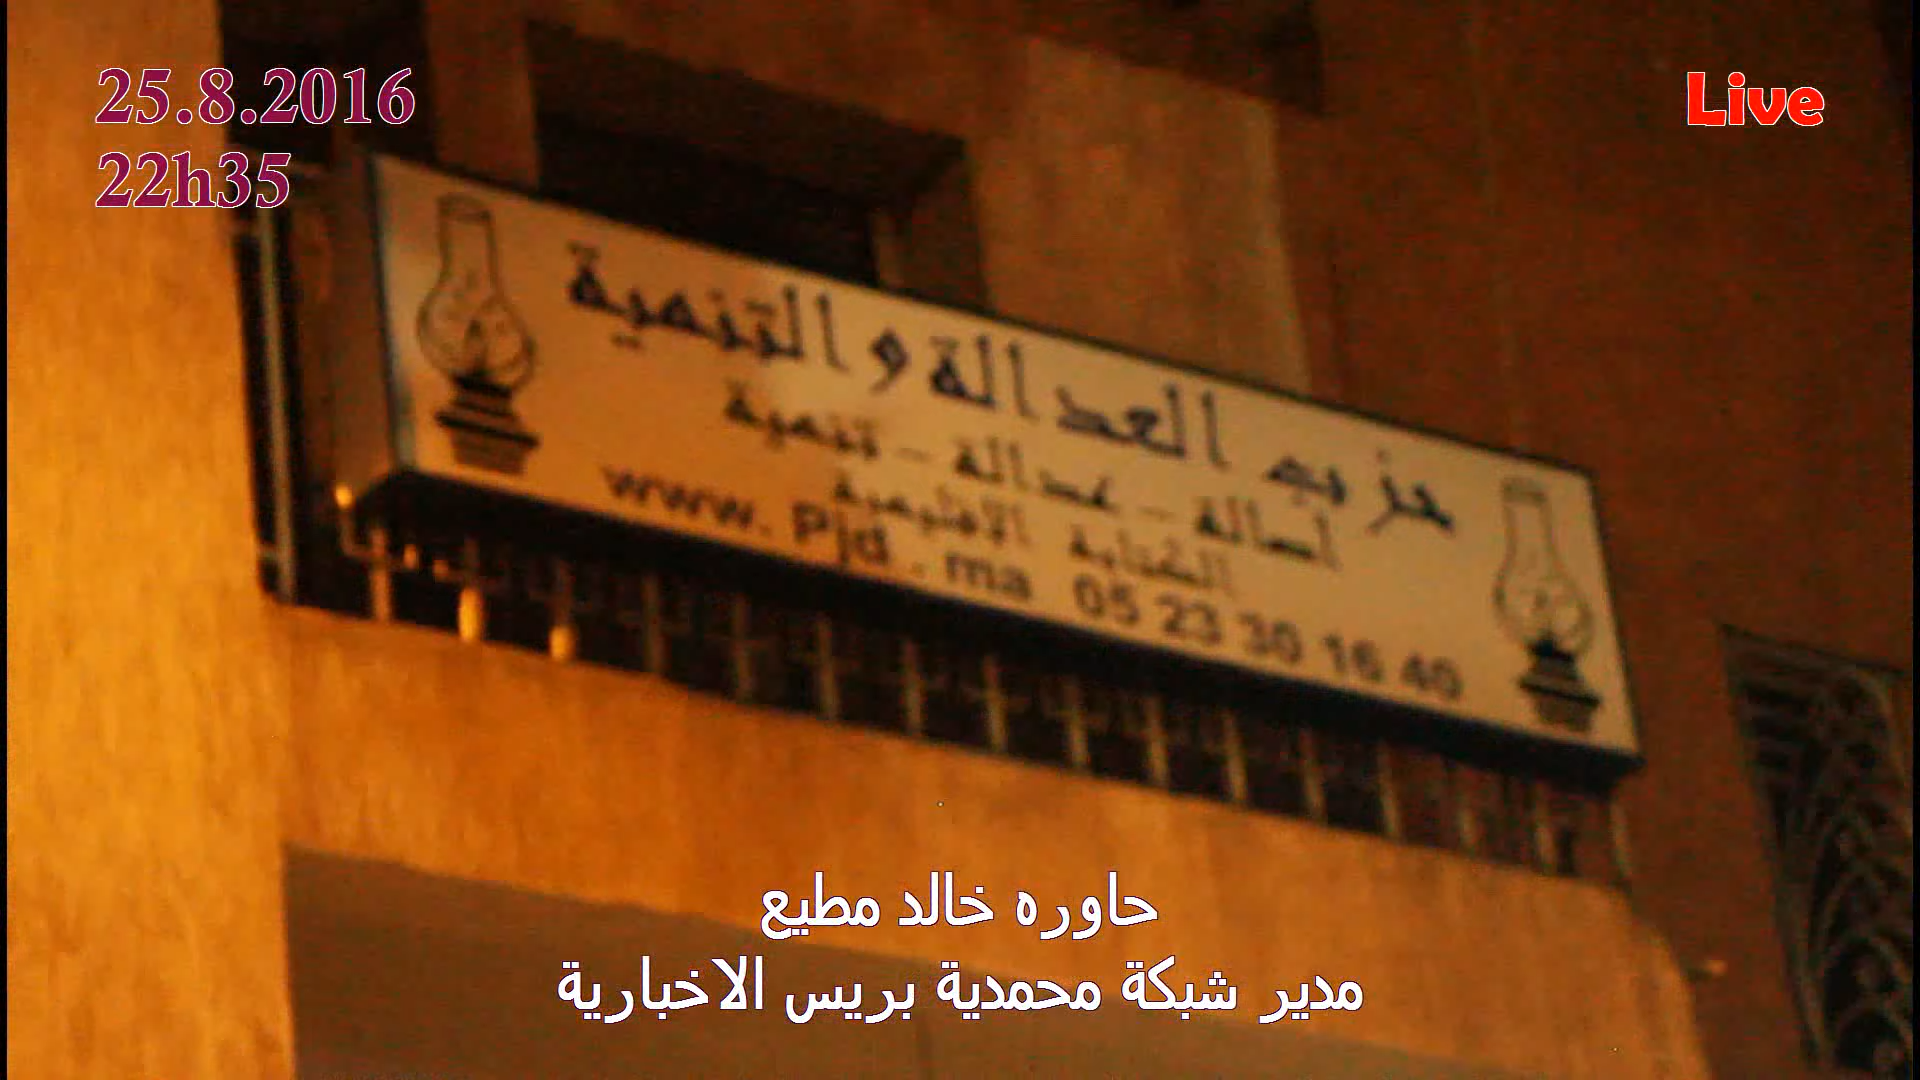 25.8.2016
22h35
Live
حزب العدالة و التنمية
أصالة - عدالة - تنمية
الكتابة الاقليمية
www.pjd.ma 05 23 30 16 40
حاوره خالد مطيع
مدير شبكة محمدية بريس الاخبارية